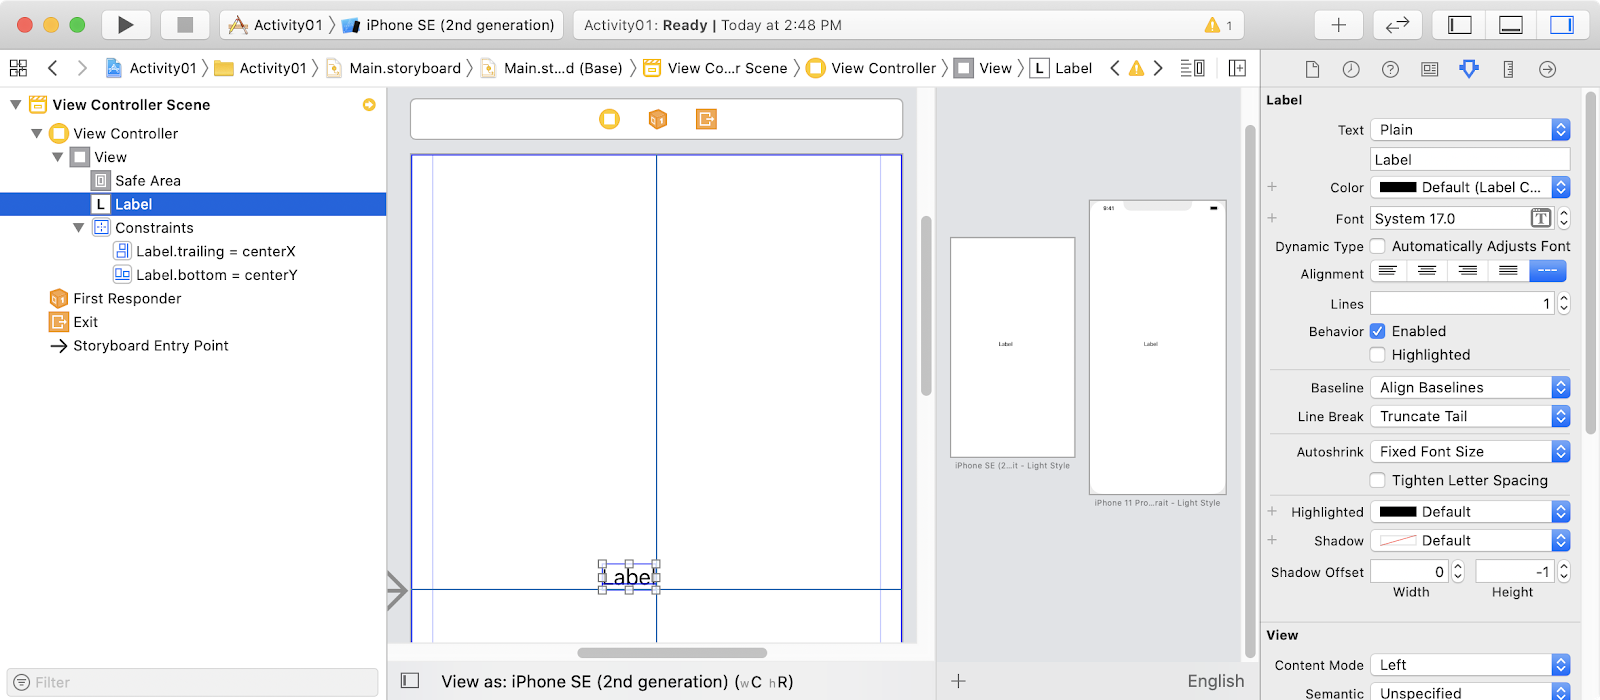 Activity01 iPhone SE (2nd generation) Activity01: Ready | Today at 2:48 PM 1
Activity01 Activity01 Main.storyboard Main.st...d (Base) View Co...r Scene View Controller View L Label
View Controller Scene
View Controller
View
Safe Area
L Label
Constraints
Label.trailing = centerX
Label.bottom = centerY
First Responder
Exit
Storyboard Entry Point
Filter
Label
View as: iPhone SE (2nd generation) (wC hR)
9:41
Label
Label
iPhone SE (2...it - Light Style
iPhone 11 Pro...rait - Light Style
English
Label
Text Plain
Label
Color Default (Label C...
Font System 17.0 T
Dynamic Type Automatically Adjusts Font
Alignment
Lines 1
Behavior Enabled
Highlighted
Baseline Align Baselines
Line Break Truncate Tail
Autoshrink Fixed Font Size
Tighten Letter Spacing
Highlighted Default
Shadow Default
Shadow Offset 0 -1
Width Height
View
Content Mode Left
Semantic Unspecified